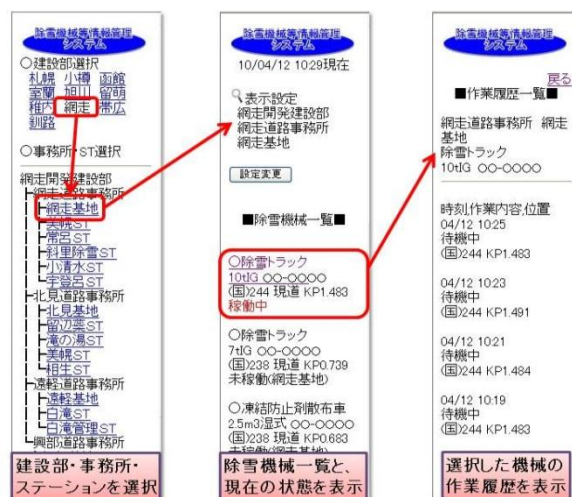 除雪機械等情報管理
システム
○建設部選択
札幌 小樽 函館
室蘭 旭川 留萌
稚内 網走 帯広
釧路
○事務所・ST選択
網走開発建設部
網走道路事務所
網走基地
美幌ST
常呂ST
斜里除雪ST
小清水ST
宇登呂ST
北見道路事務所
北見基地
留辺蘂ST
滝の湯ST
美幌ST
相生ST
遠軽道路事務所
遠軽基地
白滝ST
白滝管理ST
興部道路事務所
建設部・事務所・
ステーションを選択
除雪機械等情報管理
システム
10/04/12 10:29現在
表示設定
網走開発建設部
網走道路事務所
網走基地
設定変更
■除雪機械一覧■
○除雪トラック
10tIG ○○-○○○○
(国)244 現道 KP1.483
稼働中
○除雪トラック
7tIG ○○-○○○○
(国)238 現道 KP0.739
未稼働(網走基地)
○凍結防止剤散布車
2.5m3湿式 ○○-○○○○
(国)238 現道 KP0.683
未稼働(網走基地)
除雪機械一覧と、
現在の状態を表示
除雪機械等情報管理
システム
戻る
■作業履歴一覧■
網走道路事務所 網走
基地
除雪トラック
10tIG ○○-○○○○
時刻,作業内容,位置
04/12 10:25
待機中
(国)244 KP1.483
04/12 10:23
待機中
(国)244 KP1.491
04/12 10:21
待機中
(国)244 KP1.484
04/12 10:19
待機中
(国)244 KP1.483
選択した機械の
作業履歴を表示